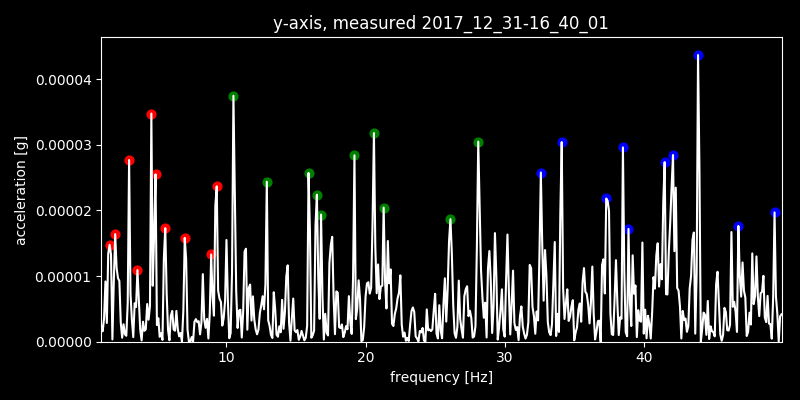 y-axis, measured 2017_12_31-16_40_01
acceleration [g]
0.00004
0.00003
0.00002
0.00001
0.00000
10 20 30 40
frequency [Hz]